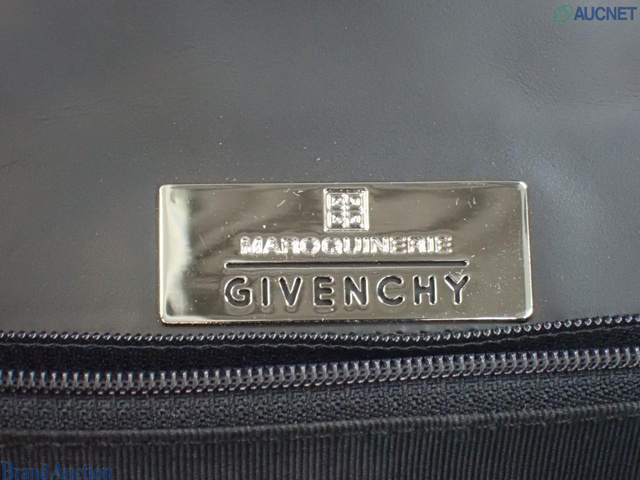 AUCNET
MAROQUINERIE
GIVENCHY
Brand Auction